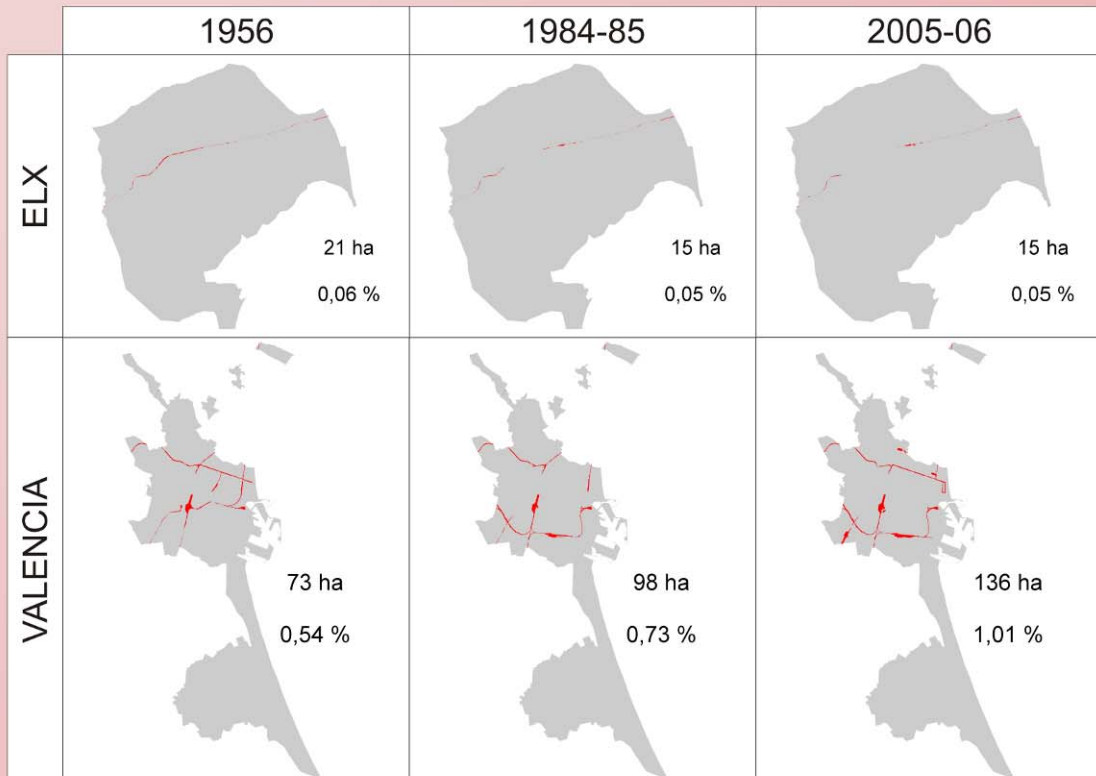 1956
1984-85
2005-06
ELX
21 ha
0,06 %
15 ha
0,05 %
15 ha
0,05 %
VALENCIA
73 ha
0,54 %
98 ha
0,73 %
136 ha
1,01 %